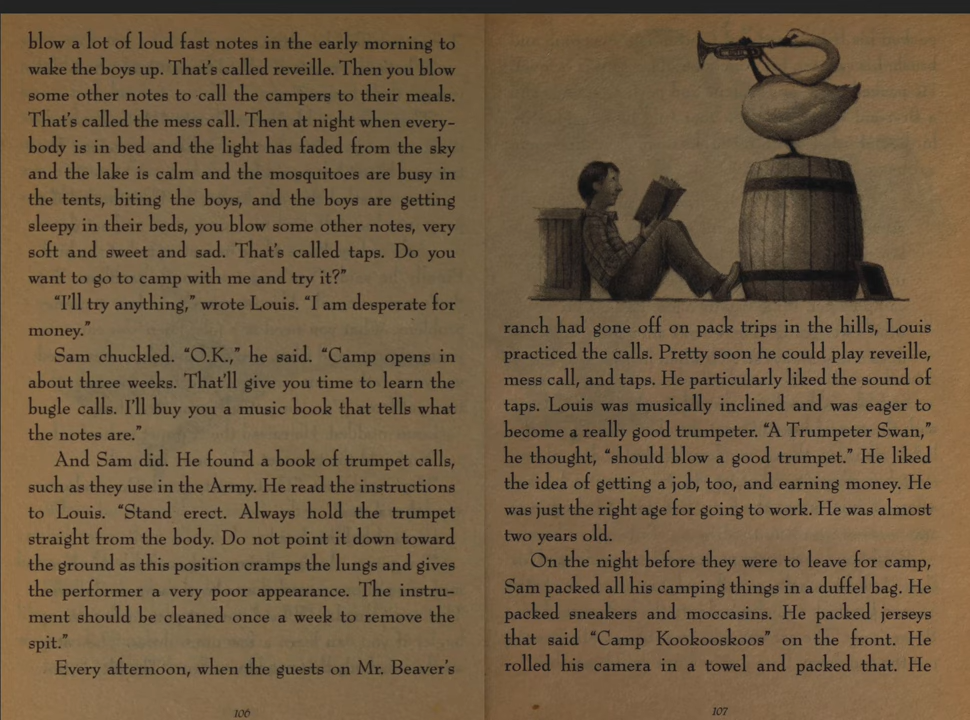 blow a lot of loud fast notes in the early morning to
wake the boys up. That's called reveille. Then you blow
some other notes to call the campers to their meals.
That's called the mess call. Then at night when every-
body is in bed and the light has faded from the sky
and the lake is calm and the mosquitoes are busy in
the tents, biting the boys, and the boys are getting
sleepy in their beds, you blow some other notes, very
soft and sweet and sad. That's called taps. Do you
want to go to camp with me and try it?"
"I'll try anything," wrote Louis. "I am desperate for
money."
Sam chuckled. "O.K.," he said. "Camp opens in
about three weeks. That'll give you time to learn the
bugle calls. I'll buy you a music book that tells what
the notes are."
And Sam did. He found a book of trumpet calls,
such as they use in the Army. He read the instructions
to Louis. "Stand erect. Always hold the trumpet
straight from the body. Do not point it down toward
the ground as this position cramps the lungs and gives
the performer a very poor appearance. The instru-
ment should be cleaned once a week to remove the
spit."
Every afternoon, when the guests on Mr. Beaver's
106
ranch had gone off on pack trips in the hills, Louis
practiced the calls. Pretty soon he could play reveille,
mess call, and taps. He particularly liked the sound of
taps. Louis was musically inclined and was eager to
become a really good trumpeter. "A Trumpeter Swan,"
he thought, "should blow a good trumpet." He liked
the idea of getting a job, too, and earning money. He
was just the right age for going to work. He was almost
two years old.
On the night before they were to leave for camp,
Sam packed all his camping things in a duffel bag. He
packed sneakers and moccasins. He packed jerseys
that said "Camp Kookooskoos" on the front. He
rolled his camera in a towel and packed that. He
107